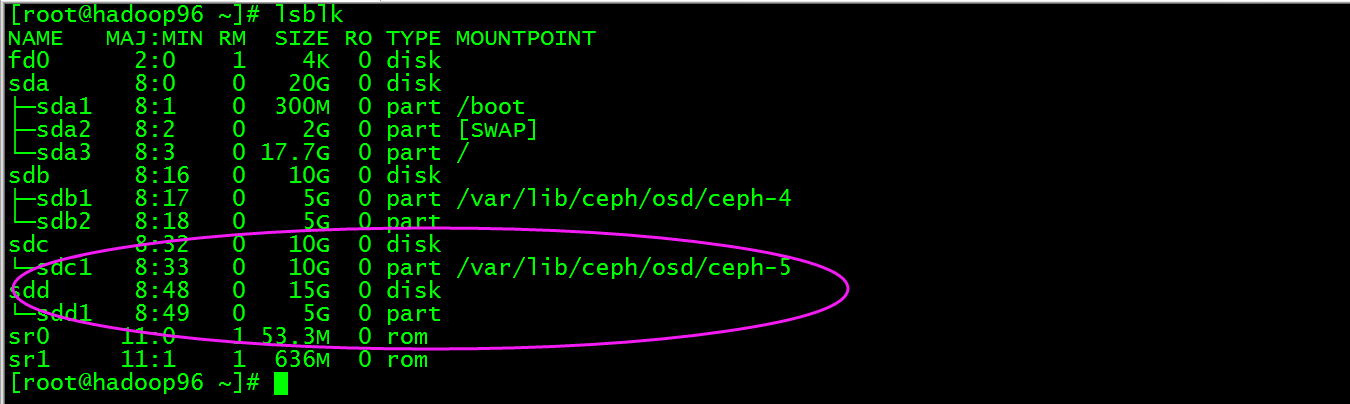 [root@hadoop96 ~]# lsblk
NAME   MAJ:MIN RM   SIZE RO TYPE MOUNTPOINT
fd0      2:0    1     4K  0 disk
sda      8:0    0    20G  0 disk
├─sda1   8:1    0   300M  0 part /boot
├─sda2   8:2    0     2G  0 part [SWAP]
└─sda3   8:3    0  17.7G  0 part /
sdb      8:16   0    10G  0 disk
├─sdb1   8:17   0     5G  0 part /var/lib/ceph/osd/ceph-4
└─sdb2   8:18   0     5G  0 part
sdc      8:32   0    10G  0 disk
└─sdc1   8:33   0    10G  0 part /var/lib/ceph/osd/ceph-5
sdd      8:48   0    15G  0 disk
└─sdd1   8:49   0     5G  0 part
sr0     11:0    1  53.3M  0 rom
sr1     11:1    1   636M  0 rom
[root@hadoop96 ~]#